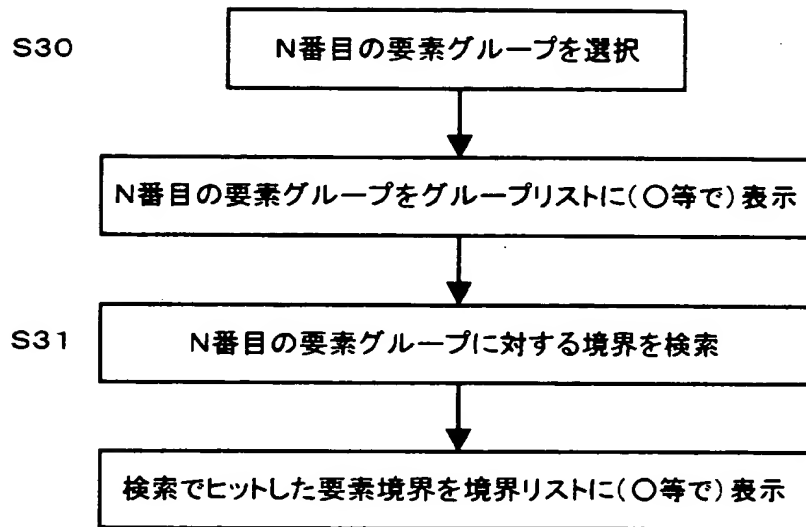 S30
N番目の要素グループを選択
N番目の要素グループをグループリストに(〇等で)表示
S31
N番目の要素グループに対する境界を検索
検索でヒットした要素境界を境界リストに(〇等で)表示